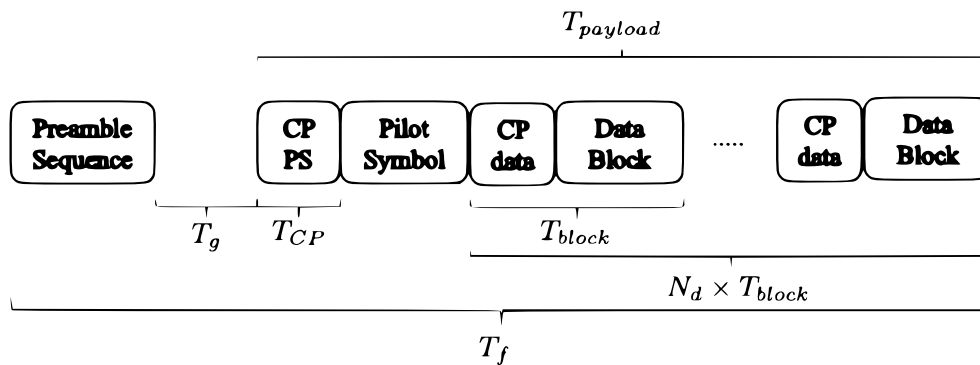 T_{payload}
Preamble
Sequence
CP
PS
Pilot
Symbol
CP
data
Data
Block
.....
CP
data
Data
Block
T_g
T_{CP}
T_{block}
N_d × T_{block}
T_f